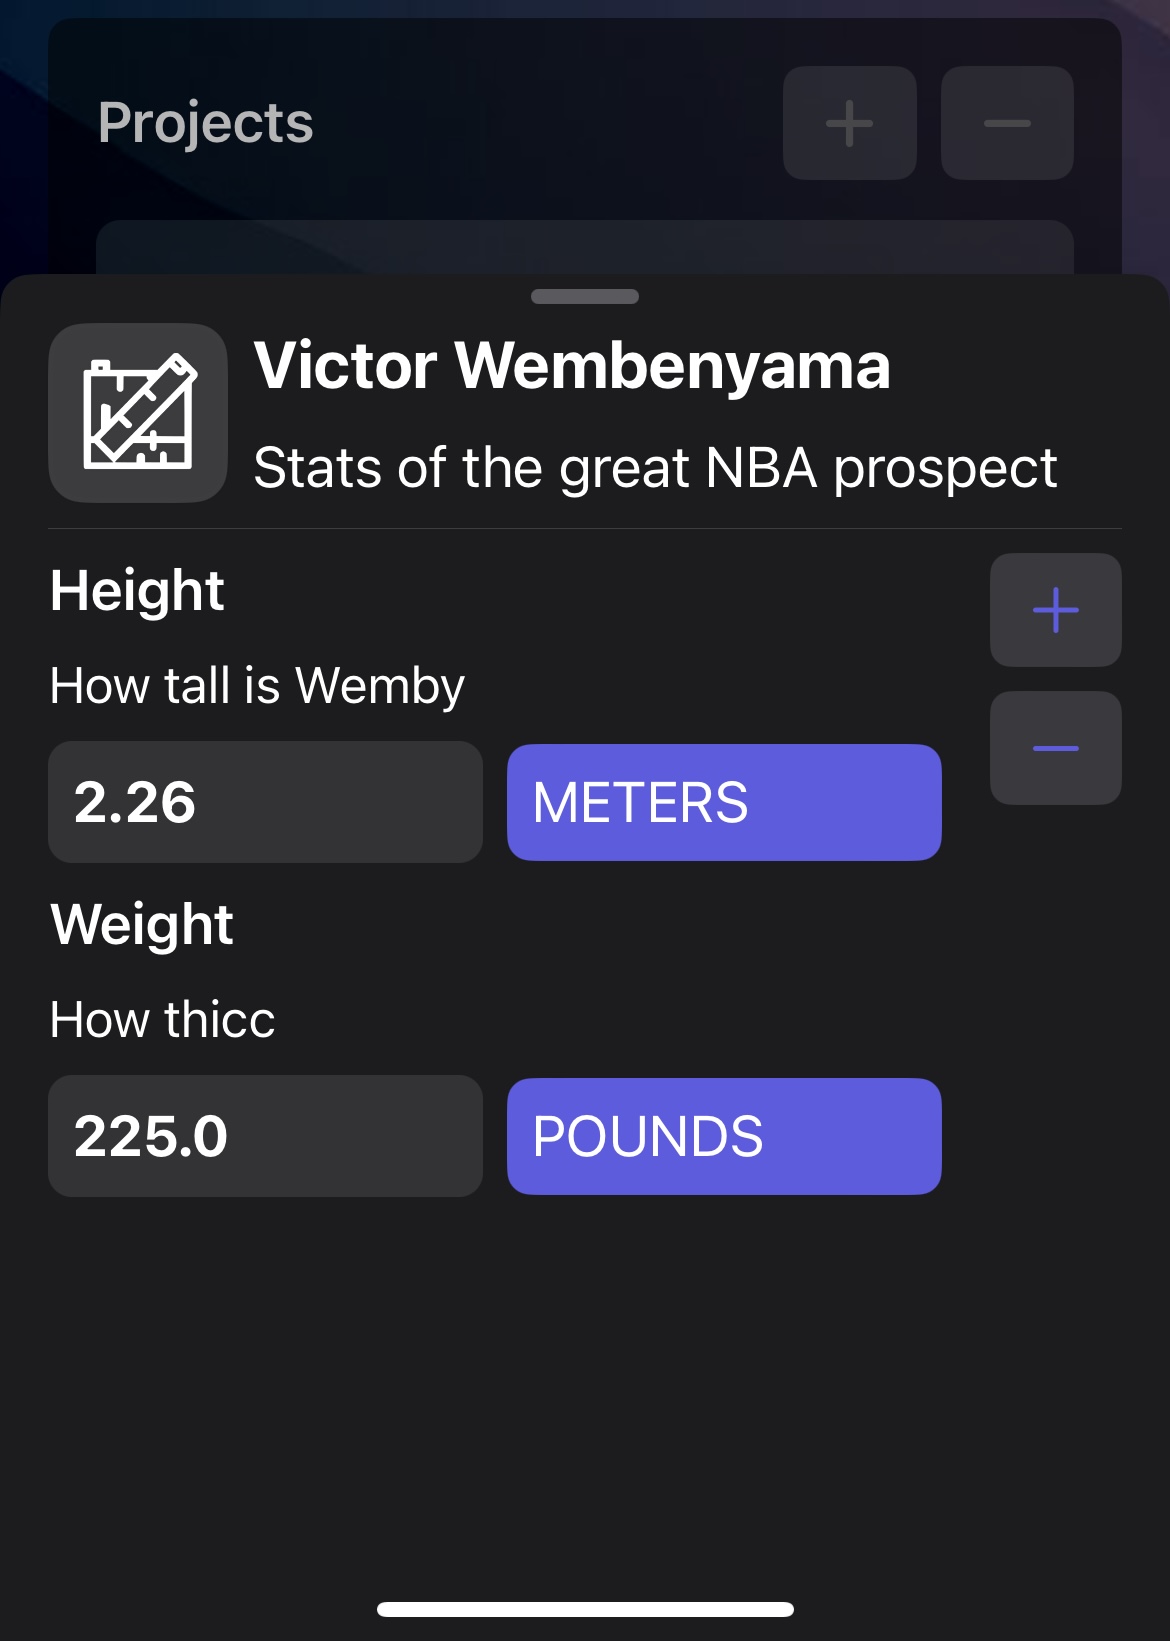 Projects
Victor Wembenyama
Stats of the great NBA prospect
Height
How tall is Wemby
2.26 METERS
Weight
How thicc
225.0 POUNDS